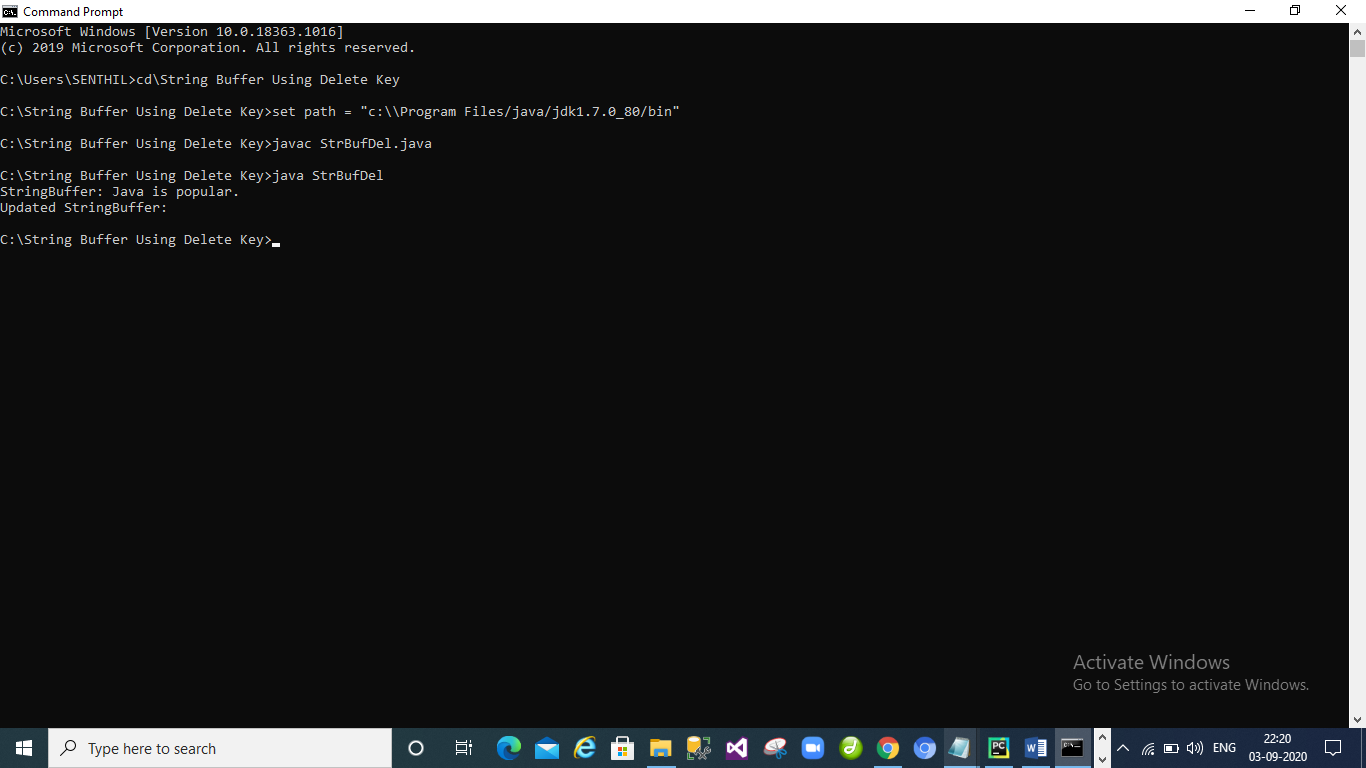 Command Prompt
Microsoft Windows [Version 10.0.18363.1016]
(c) 2019 Microsoft Corporation. All rights reserved.
C:\Users\SENTHIL>cd\String Buffer Using Delete Key
C:\String Buffer Using Delete Key>set path = "c:\\Program Files/java/jdk1.7.0_80/bin"
C:\String Buffer Using Delete Key>javac StrBufDel.java
C:\String Buffer Using Delete Key>java StrBufDel
StringBuffer: Java is popular.
Updated StringBuffer:
C:\String Buffer Using Delete Key>
Activate Windows
Go to Settings to activate Windows.
Type here to search
ENG
22:20
03-09-2020